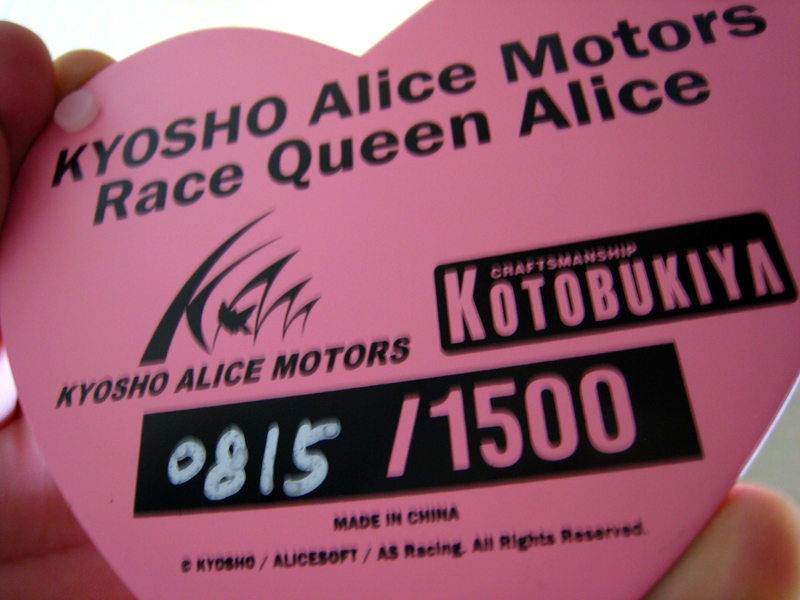 KYOSHO Alice Motors
Race Queen Alice
KAM
KYOSHO ALICE MOTORS
CRAFTSMANSHIP
KOTOBUKIYA
0815 /1500
MADE IN CHINA
© KYOSHO / ALICESOFT / AS Racing. All Rights Reserved.